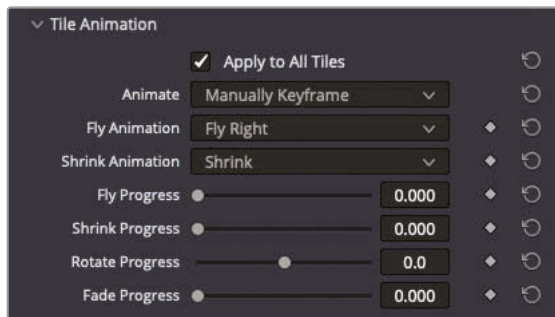 Tile Animation
Apply to All Tiles
Animate Manually Keyframe
Fly Animation Fly Right
Shrink Animation Shrink
Fly Progress 0.000
Shrink Progress 0.000
Rotate Progress 0.0
Fade Progress 0.000